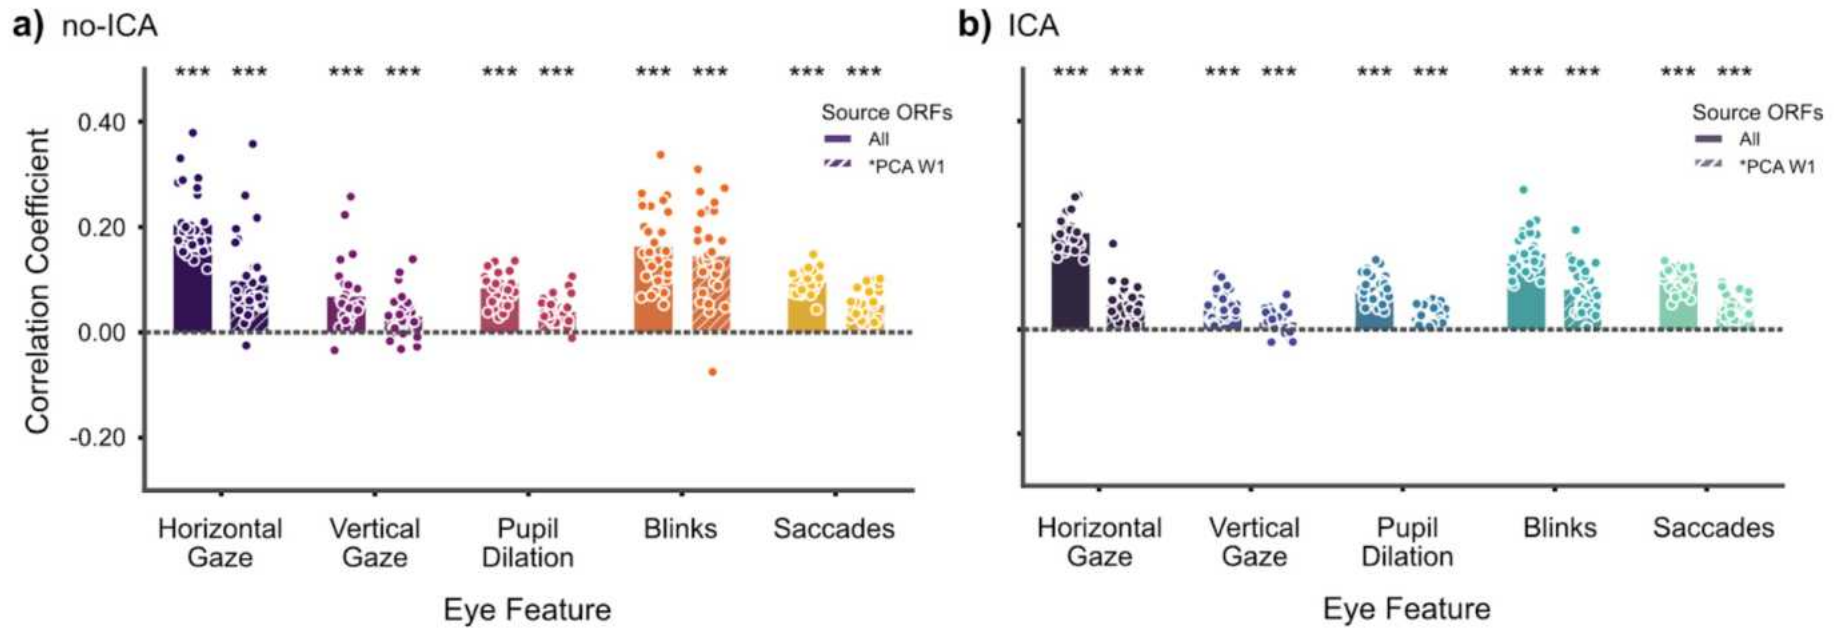 a) no-ICA
*** *** *** *** *** *** *** *** *** ***
Source ORFs
All
*PCA W1
0.40
0.20
0.00
-0.20
Correlation Coefficient
Horizontal Gaze
Vertical Gaze
Pupil Dilation
Blinks
Saccades
Eye Feature
b) ICA
*** *** *** *** *** *** *** *** *** ***
Source ORFs
All
*PCA W1
Horizontal Gaze
Vertical Gaze
Pupil Dilation
Blinks
Saccades
Eye Feature